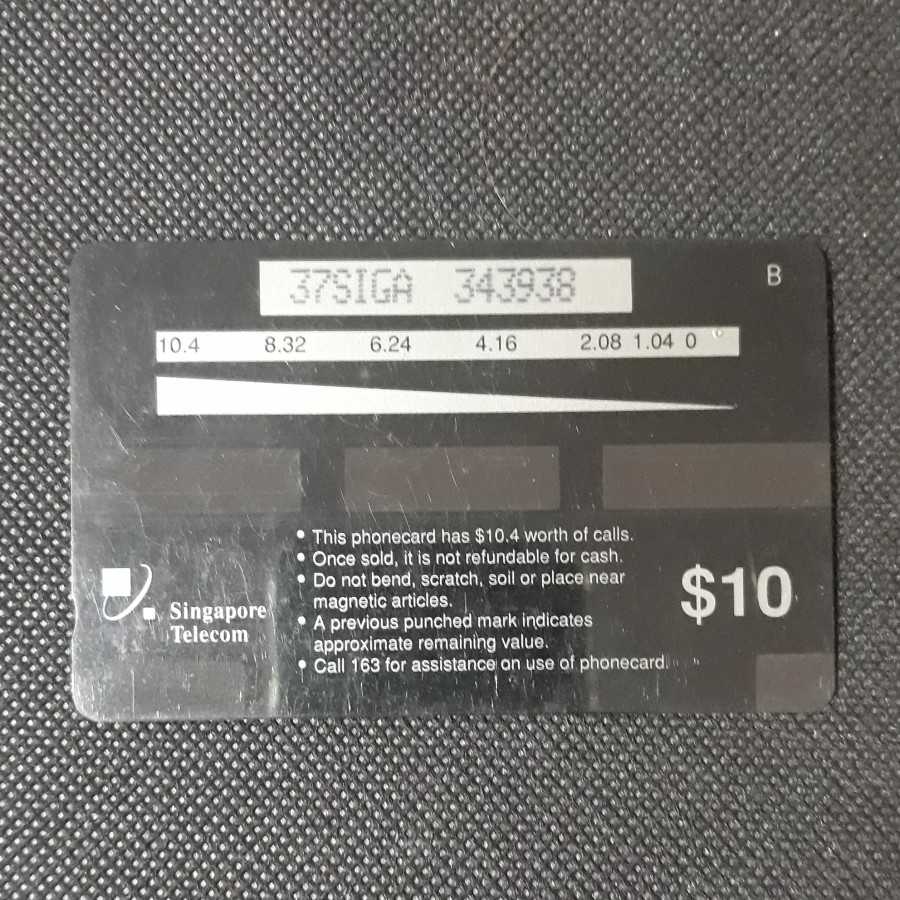 37SIGA 343938
B
10.4 8.32 6.24 4.16 2.08 1.04 0
• This phonecard has $10.4 worth of calls.
• Once sold, it is not refundable for cash.
• Do not bend, scratch, soil or place near
magnetic articles.
• A previous punched mark indicates
approximate remaining value.
• Call 163 for assistance on use of phonecard.
Singapore
Telecom
$10